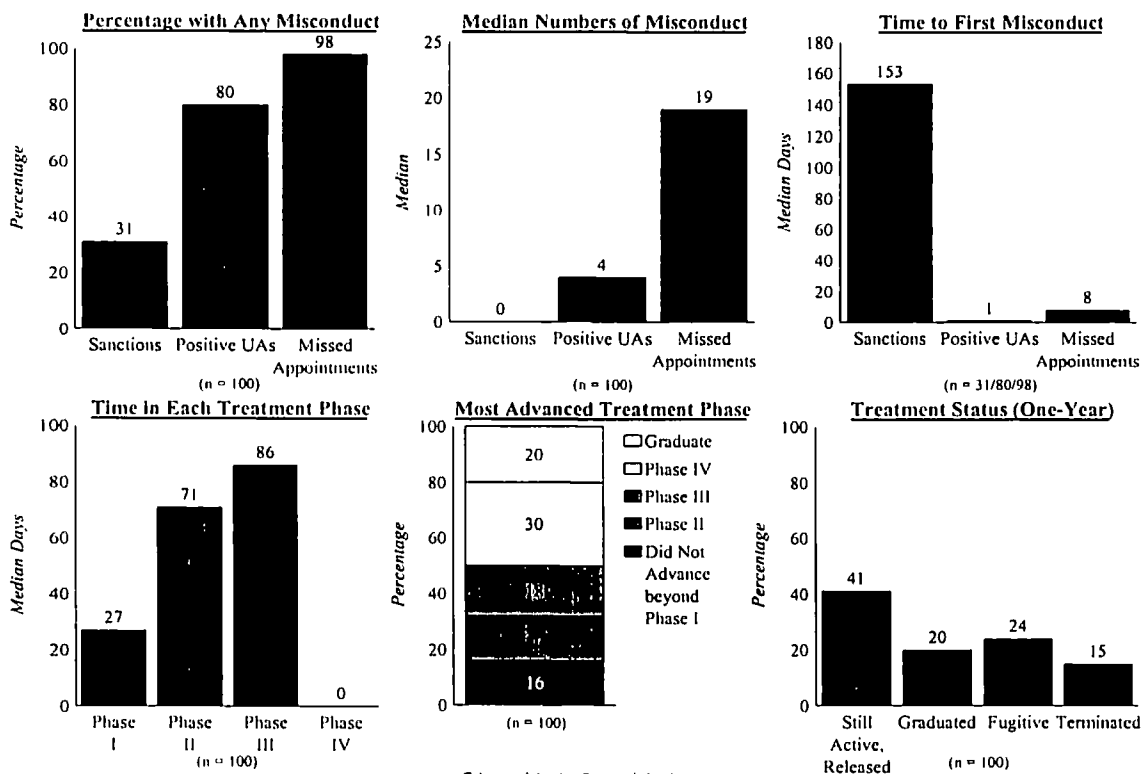 Percentage with Any Misconduct
Percentage
100
80
60
40
20
0
31
80
98
Sanctions Positive UAs Missed
Appointments
(n = 100)
Median Numbers of Misconduct
Median
25
20
15
10
5
0
0
4
19
Sanctions Positive UAs Missed
Appointments
(n = 100)
Time to First Misconduct
Median Days
180
160
140
120
100
80
60
40
20
0
153
1
8
Sanctions Positive UAs Missed
Appointments
(n = 31/80/98)
Time in Each Treatment Phase
Median Days
100
80
60
40
20
0
27
71
86
0
Phase Phase Phase Phase
I II III IV
(n = 100)
Most Advanced Treatment Phase
Percentage
100
80
60
40
20
0
20
30
16
Graduate
Phase IV
Phase III
Phase II
Did Not
Advance
beyond
Phase I
(n = 100)
Treatment Status (One-Year)
Percentage
100
80
60
40
20
0
41
20
24
15
Still Graduated Fugitive Terminated
Active,
Released
(n = 100)